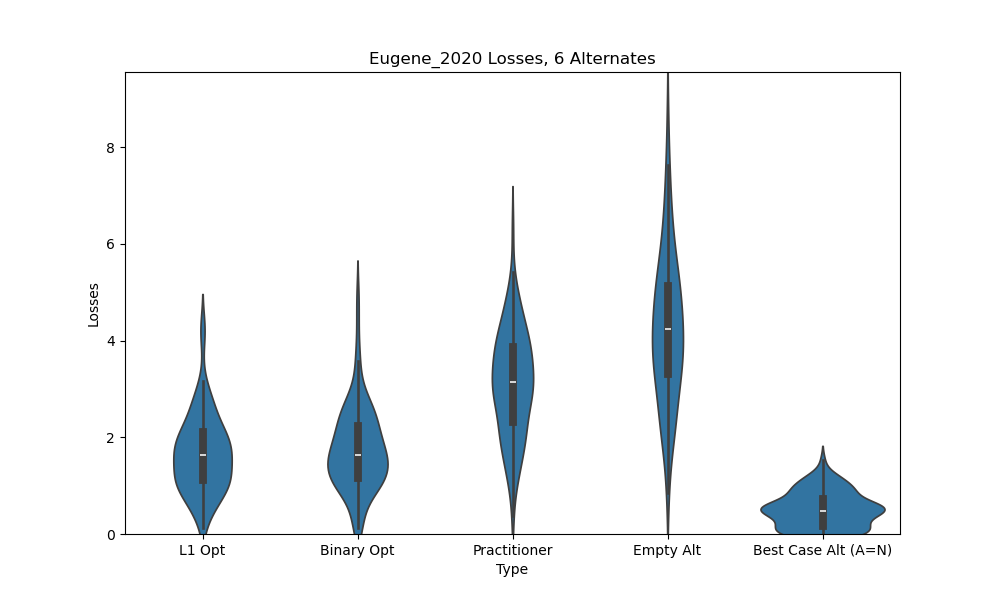 Eugene_2020 Losses, 6 Alternates
Losses
8
6
4
2
0
L1 Opt
Binary Opt
Practitioner
Empty Alt
Best Case Alt (A=N)
Type